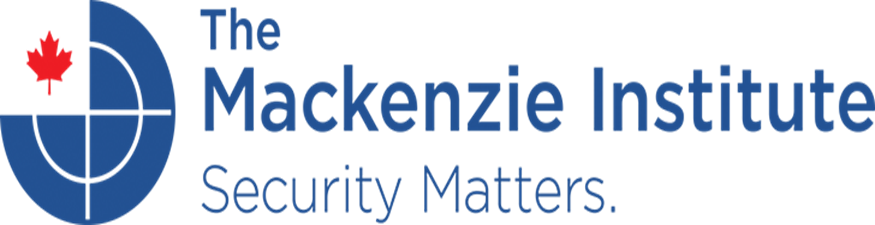 The
Mackenzie Institute
Security Matters.